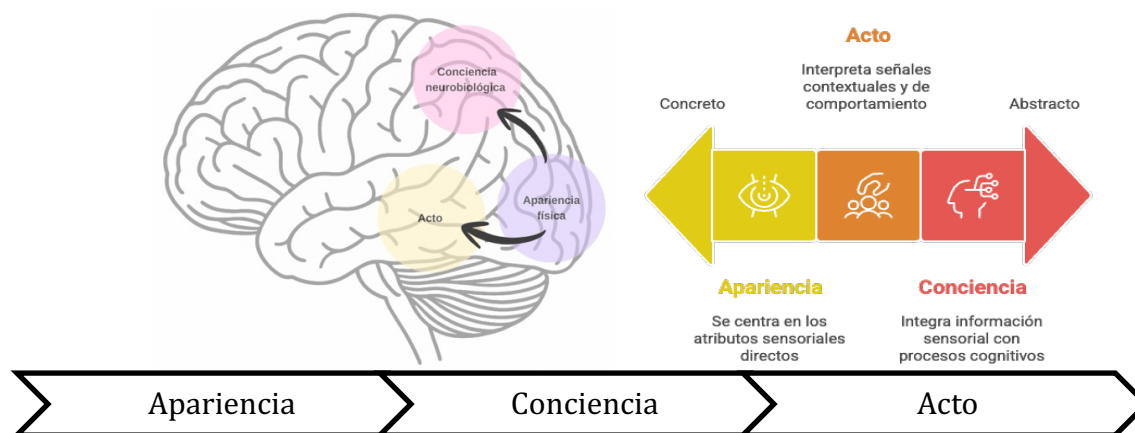 Conciencia
neurobiológica
Acto
Apariencia
física
Acto
Interpreta señales
contextuales y de
comportamiento
Concreto
Abstracto
Apariencia
Se centra en los
atributos sensoriales
directos
Conciencia
Integra información
sensorial con
procesos cognitivos
Apariencia
Conciencia
Acto